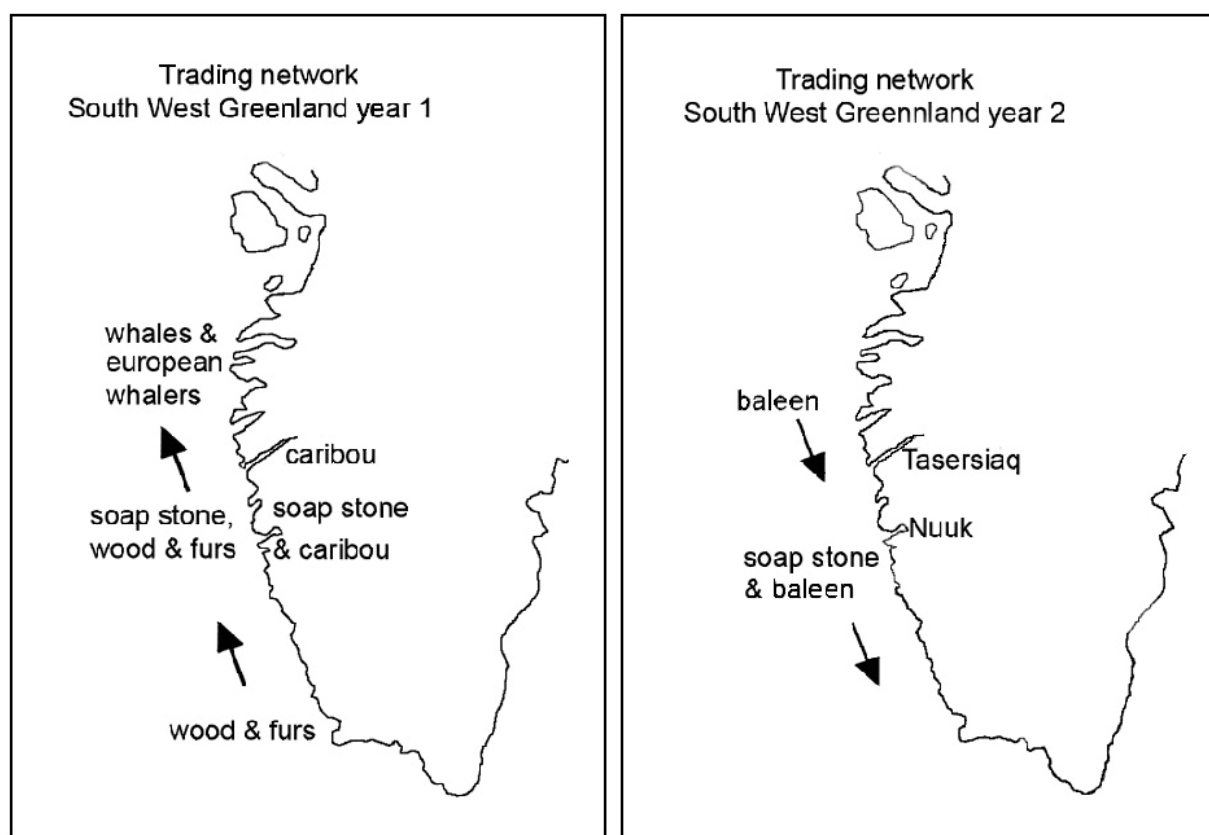 Trading network
South West Greenland year 1
whales &
european
whalers
caribou
soap stone,
wood & furs
soap stone
& caribou
wood & furs
Trading network
South West Greennland year 2
baleen
Tasersiaq
Nuuk
soap stone
& baleen